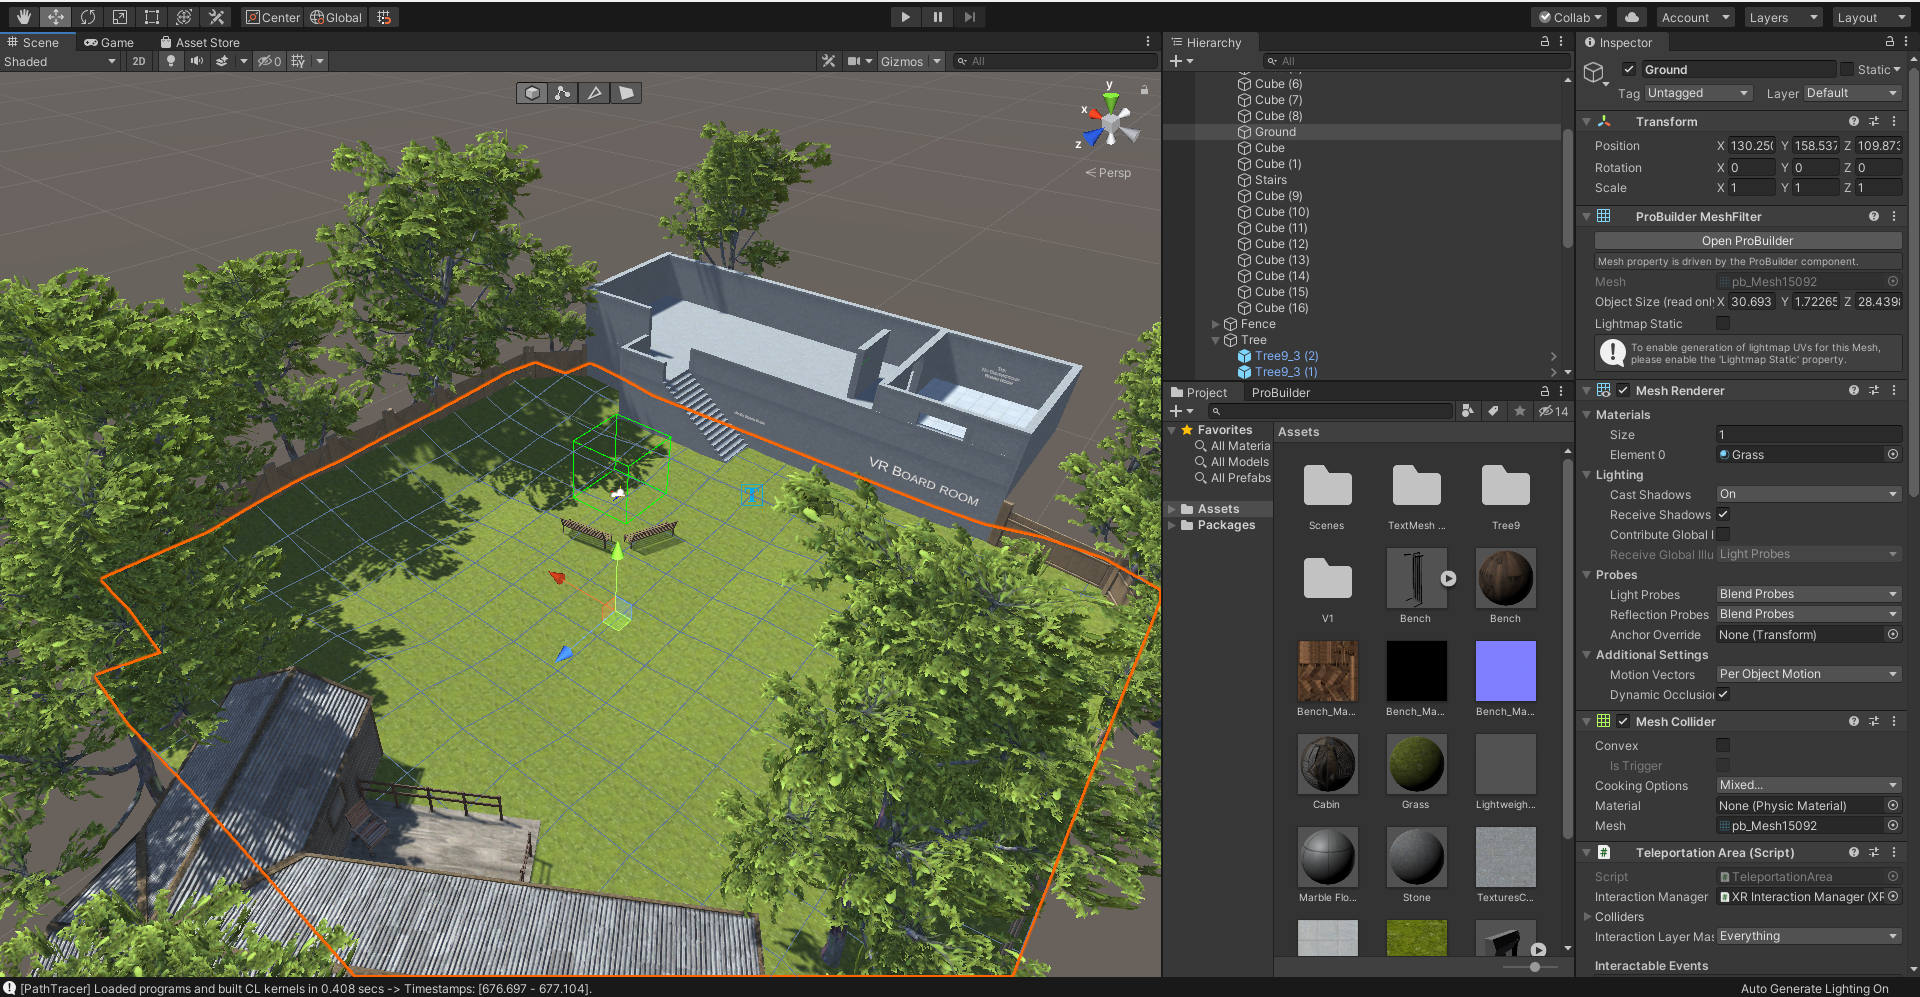 Center
Global
Collab
Account
Layers
Layout
Scene
Game
Asset Store
Shaded
2D
0
Gizmos
All
y
x
z
Persp
VR BOARD ROOM
Hierarchy
All
Cube (6)
Cube (7)
Cube (8)
Ground
Cube
Cube (1)
Stairs
Cube (9)
Cube (10)
Cube (11)
Cube (12)
Cube (13)
Cube (14)
Cube (15)
Cube (16)
Fence
Tree
Tree9_3 (2)
Tree9_3 (1)
Project
ProBuilder
14
Favorites
All Materia
All Models
All Prefabs
Assets
Packages
Assets
Scenes
TextMesh ...
Tree9
V1
Bench
Bench
Bench_Ma...
Bench_Ma...
Bench_Ma...
Cabin
Grass
Lightweigh...
Marble Flo...
Stone
TexturesC...
Inspector
Ground
Static
Tag Untagged
Layer Default
Transform
Position X 130.250 Y 158.537 Z 109.873
Rotation X 0 Y 0 Z 0
Scale X 1 Y 1 Z 1
ProBuilder MeshFilter
Open ProBuilder
Mesh property is driven by the ProBuilder component.
Mesh pb_Mesh15092
Object Size (read only X 30.693 Y 1.7226 Z 28.439
Lightmap Static
To enable generation of lightmap UVs for this Mesh,
please enable the 'Lightmap Static' property.
Mesh Renderer
Materials
Size 1
Element 0 Grass
Lighting
Cast Shadows On
Receive Shadows
Contribute Global I
Receive Global Illu Light Probes
Probes
Light Probes Blend Probes
Reflection Probes Blend Probes
Anchor Override None (Transform)
Additional Settings
Motion Vectors Per Object Motion
Dynamic Occlusion
Mesh Collider
Convex
Is Trigger
Cooking Options Mixed...
Material None (Physic Material)
Mesh pb_Mesh15092
Teleportation Area (Script)
Script TeleportationArea
Interaction Manager XR Interaction Manager (XR
Colliders
Interaction Layer Mas Everything
Interactable Events
[PathTracer] Loaded programs and built CL kernels in 0.408 secs -> Timestamps: [676.697 - 677.104].
Auto Generate Lighting On